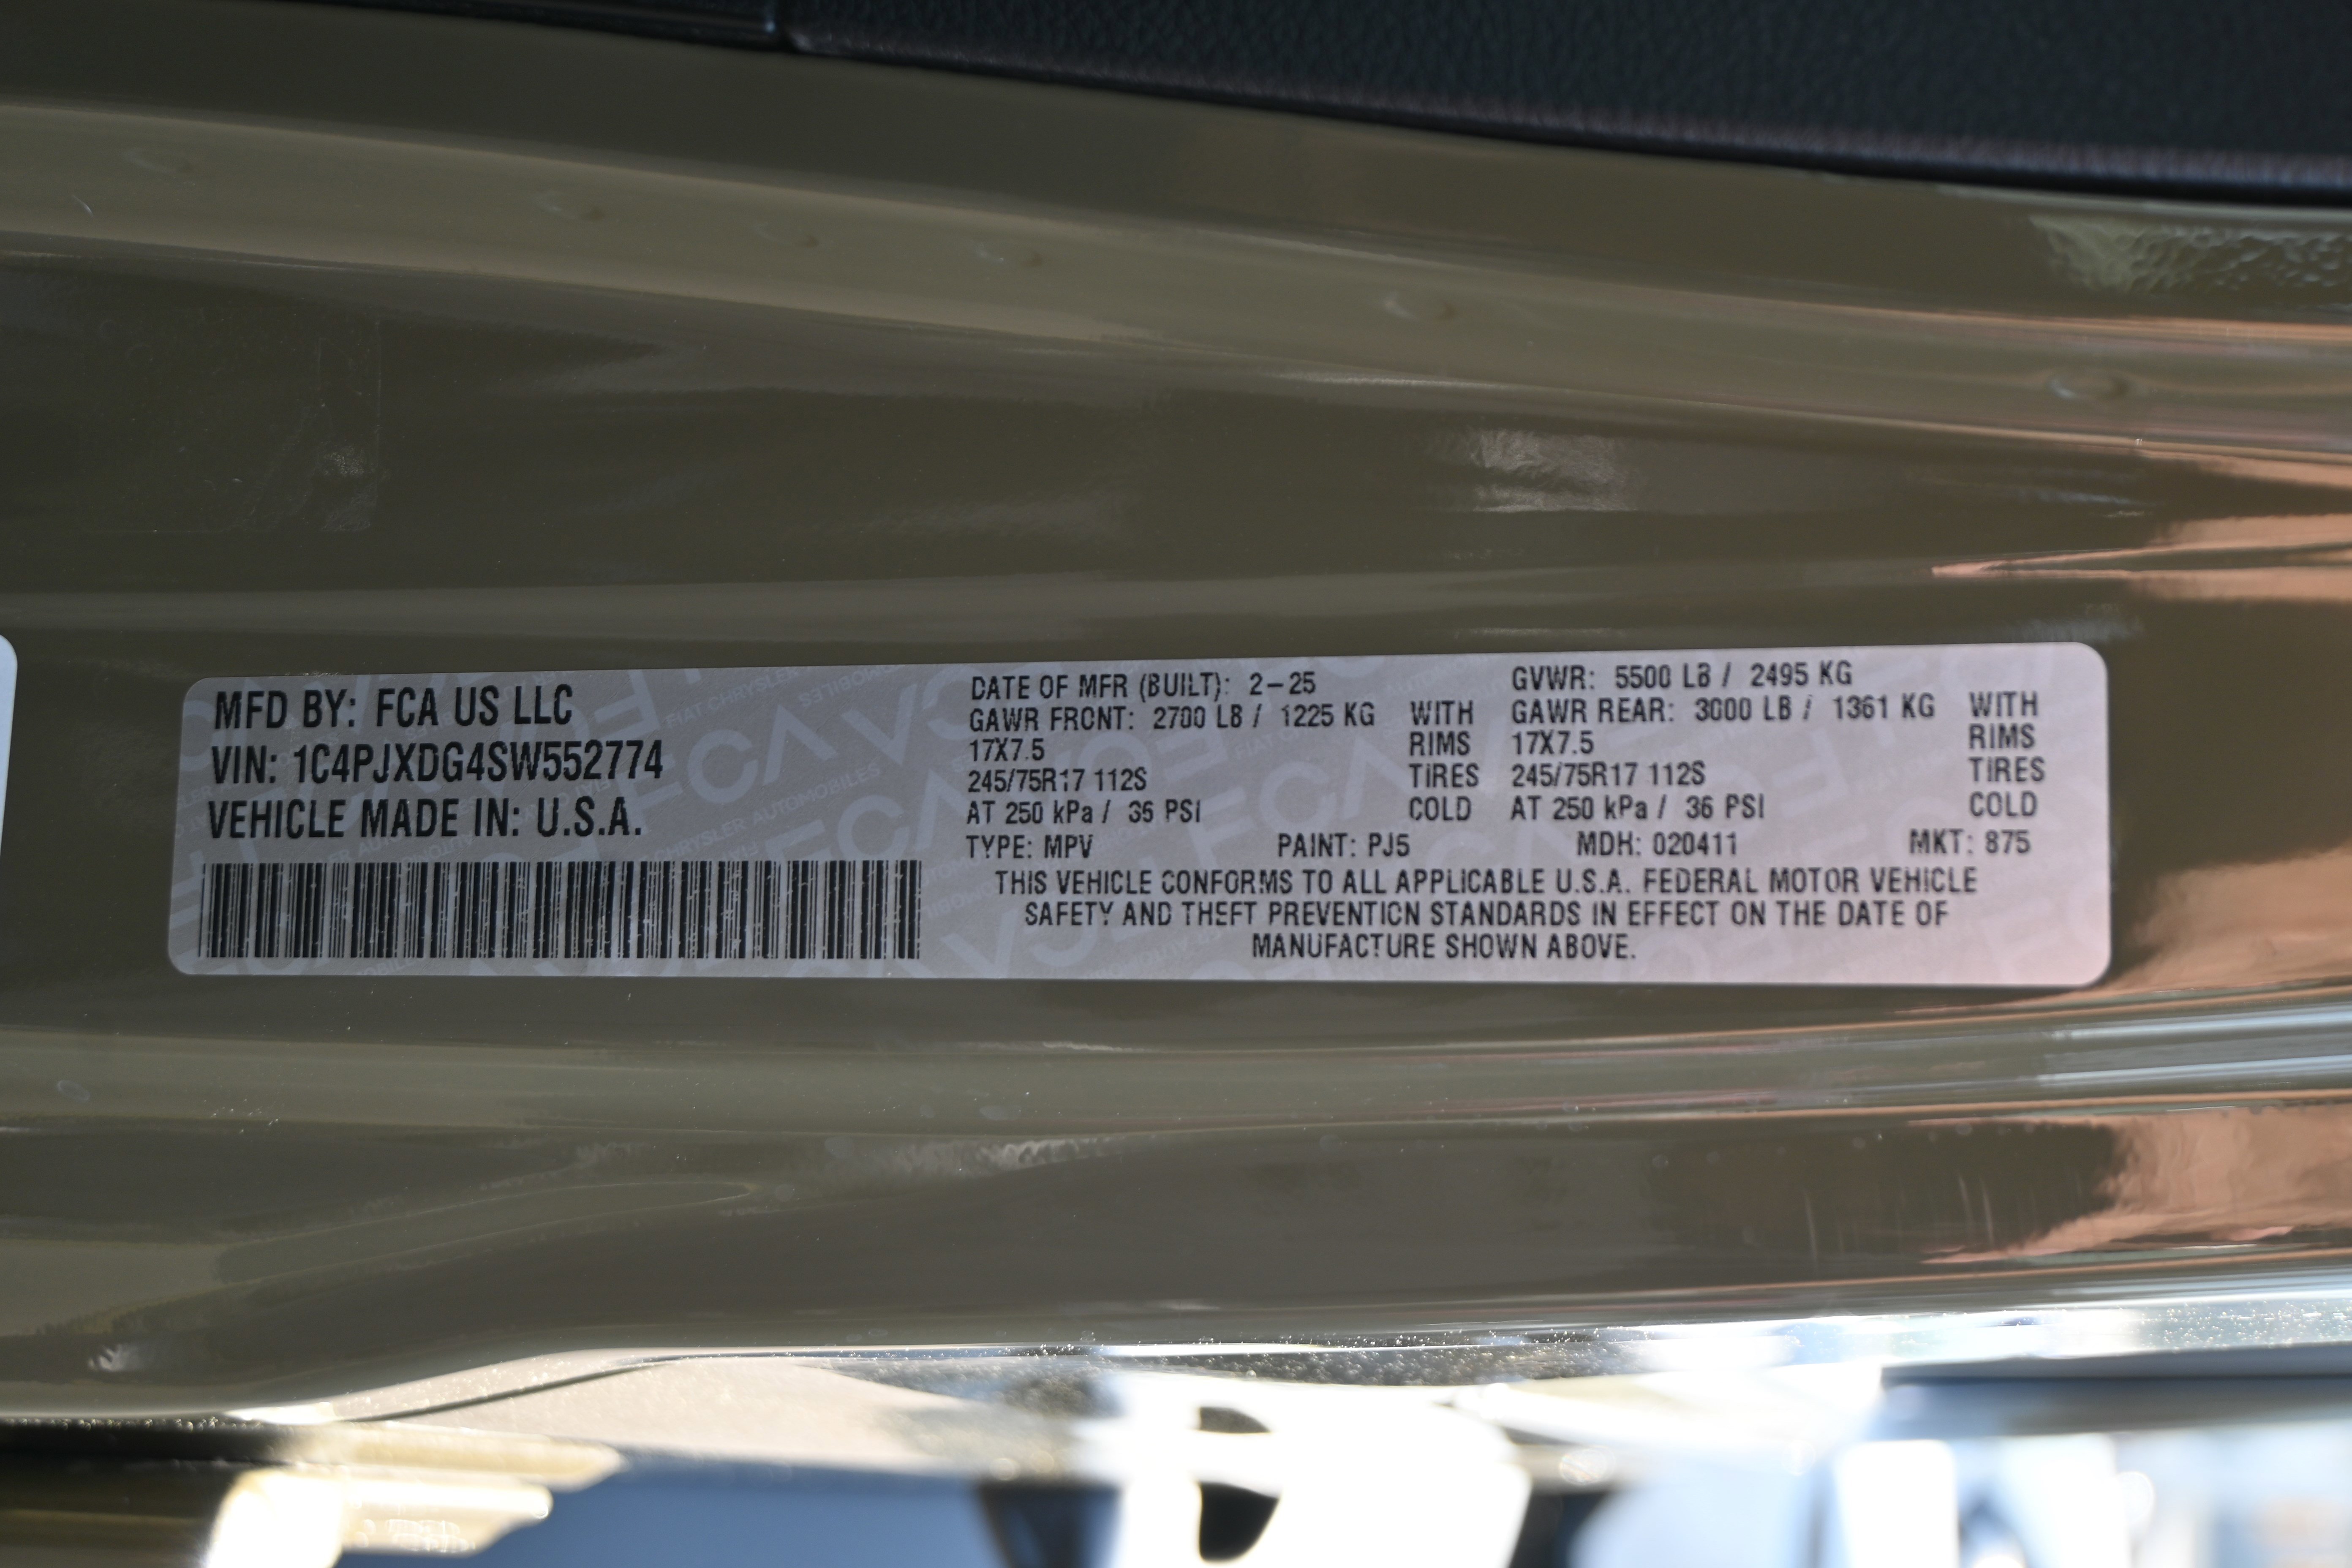 MFD BY: FCA US LLC
VIN: 1C4PJXDG4SW552774
VEHICLE MADE IN: U.S.A.
DATE OF MFR (BUILT): 2-25 GVWR: 5500 LB / 2495 KG
GAWR FRONT: 2700 LB / 1225 KG WITH GAWR REAR: 3000 LB / 1361 KG WITH
17X7.5 RIMS 17X7.5 RIMS
245/75R17 112S TIRES 245/75R17 112S TIRES
AT 250 kPa / 36 PSI COLD AT 250 kPa / 36 PSI COLD
TYPE: MPV PAINT: PJ5 MDH: 020411 MKT: 875
THIS VEHICLE CONFORMS TO ALL APPLICABLE U.S.A. FEDERAL MOTOR VEHICLE
SAFETY AND THEFT PREVENTION STANDARDS IN EFFECT ON THE DATE OF
MANUFACTURE SHOWN ABOVE.